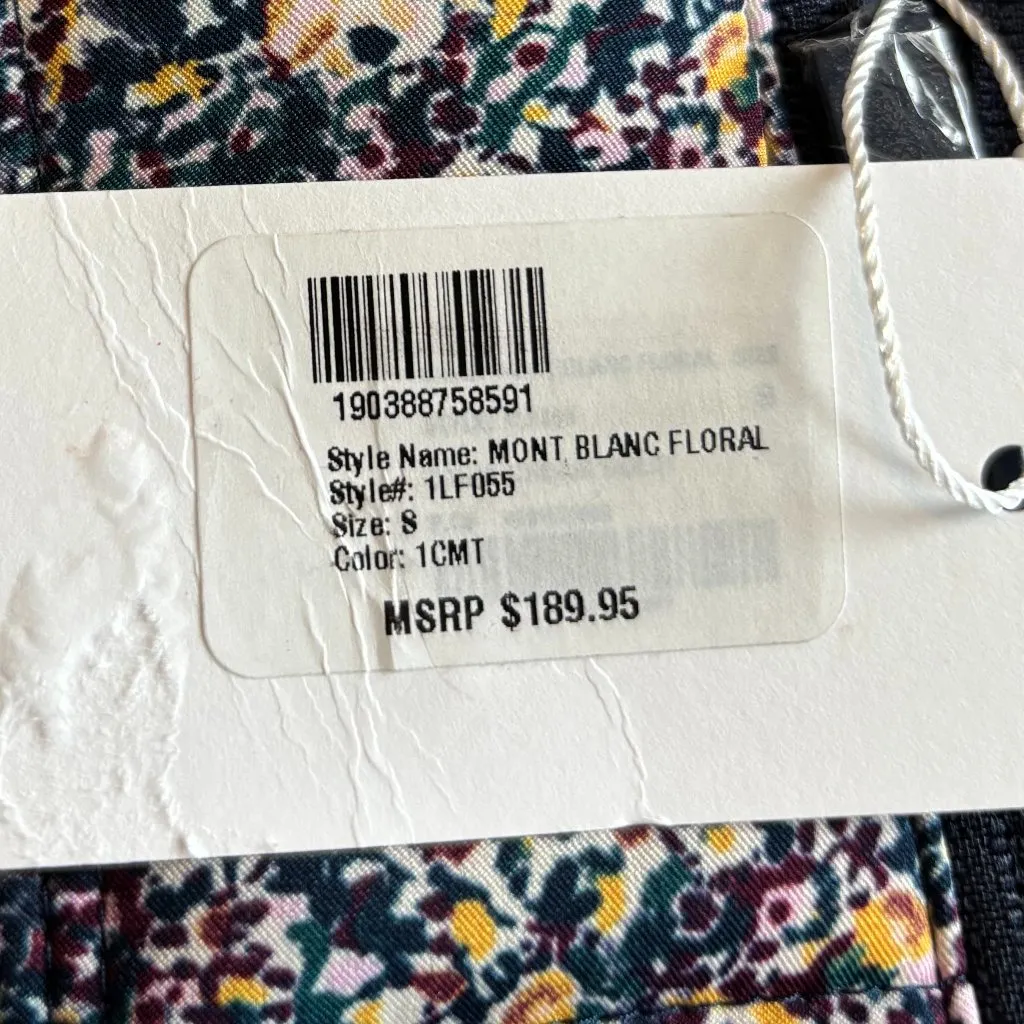 190388758591
Style Name: MONT BLANC FLORAL
Style#: 1LF055
Size: S
Color: 1CMT
MSRP $189.95